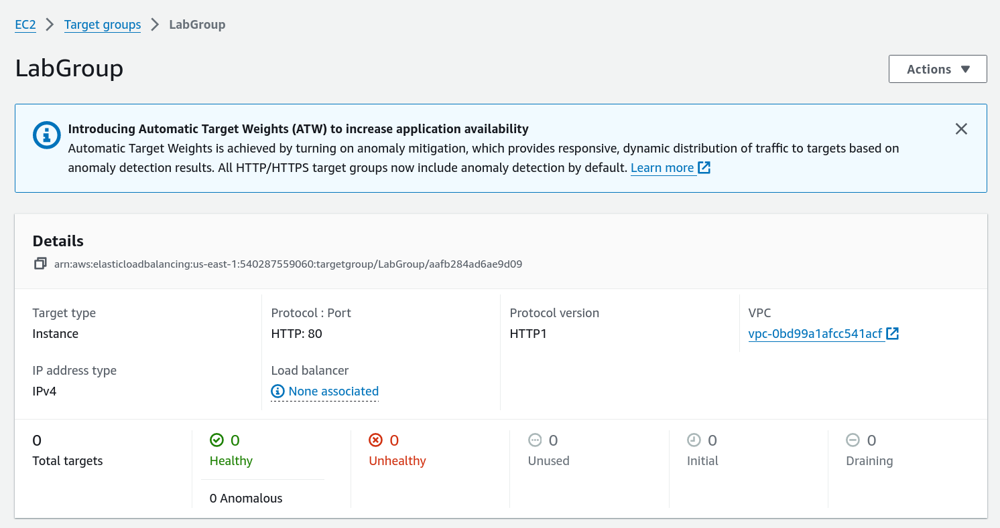 EC2 > Target groups > LabGroup
LabGroup
Actions
Introducing Automatic Target Weights (ATW) to increase application availability
Automatic Target Weights is achieved by turning on anomaly mitigation, which provides responsive, dynamic distribution of traffic to targets based on
anomaly detection results. All HTTP/HTTPS target groups now include anomaly detection by default. Learn more
Details
arn:aws:elasticloadbalancing:us-east-1:540287559060:targetgroup/LabGroup/aafb284ad6ae9d09
Target type
Instance
Protocol : Port
HTTP: 80
Protocol version
HTTP1
VPC
vpc-0bd99a1afcc541acf
IP address type
IPv4
Load balancer
None associated
0
Total targets
0
Healthy
0 Anomalous
0
Unhealthy
0
Unused
0
Initial
0
Draining